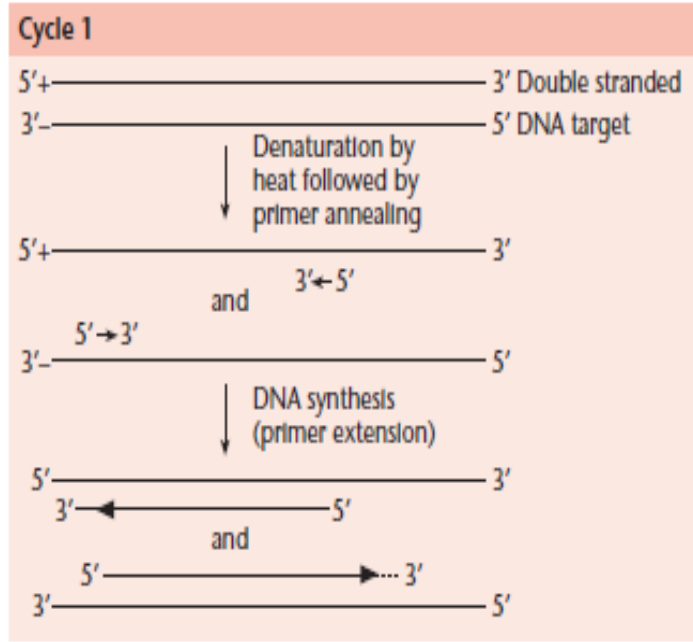 Cycle 1
5′+ 3′ Double stranded
3′– 5′ DNA target
Denaturation by
heat followed by
primer annealing
5′+ 3′
3′ 5′
and
5′ 3′
3′– 5′
DNA synthesis
(primer extension)
5′ 3′
3′ 5′
and
5′ 3′
3′ 5′